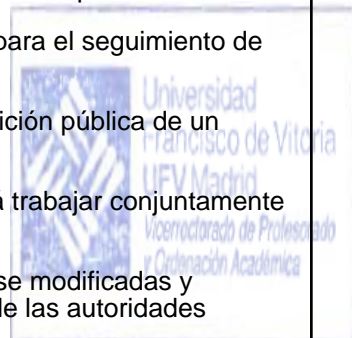 para el seguimiento de
Universidad
ición pública de un
Francisco de Vitoria
UFV Madrid
trabajar conjuntamente
Vicerrectorado de Profesorado
y Ordenación Académica
se modificadas y
de las autoridades